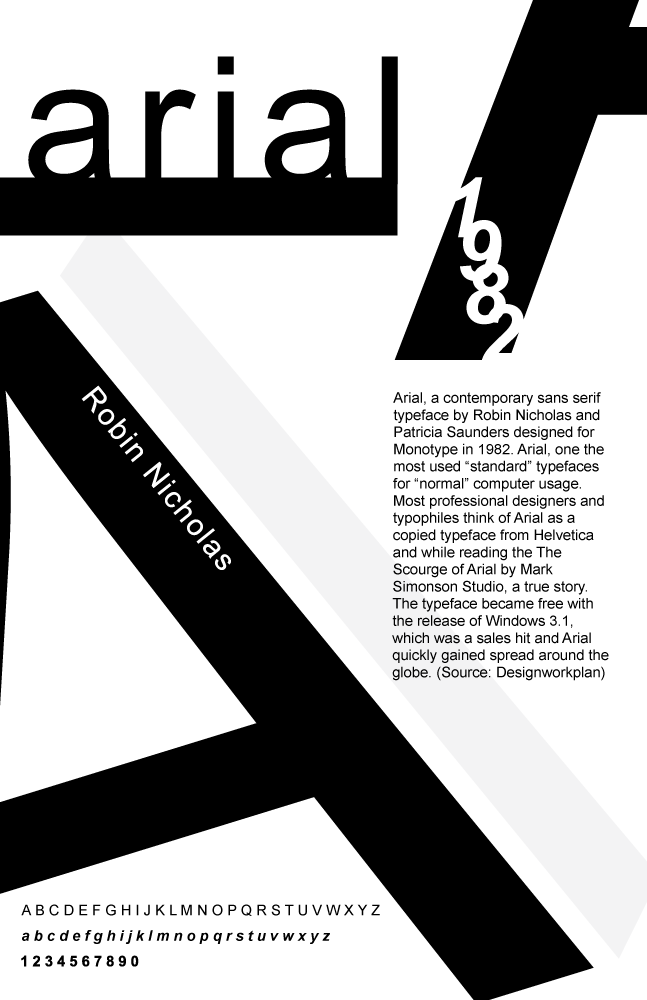 arial
1982
Robin Nicholas
Arial, a contemporary sans serif
typeface by Robin Nicholas and
Patricia Saunders designed for
Monotype in 1982. Arial, one the
most used “standard” typefaces
for “normal” computer usage.
Most professional designers and
typophiles think of Arial as a
copied typeface from Helvetica
and while reading the The
Scourge of Arial by Mark
Simonson Studio, a true story.
The typeface became free with
the release of Windows 3.1,
which was a sales hit and Arial
quickly gained spread around the
globe. (Source: Designworkplan)
A B C D E F G H I J K L M N O P Q R S T U V W X Y Z
a b c d e f g h i j k l m n o p q r s t u v w x y z
1 2 3 4 5 6 7 8 9 0